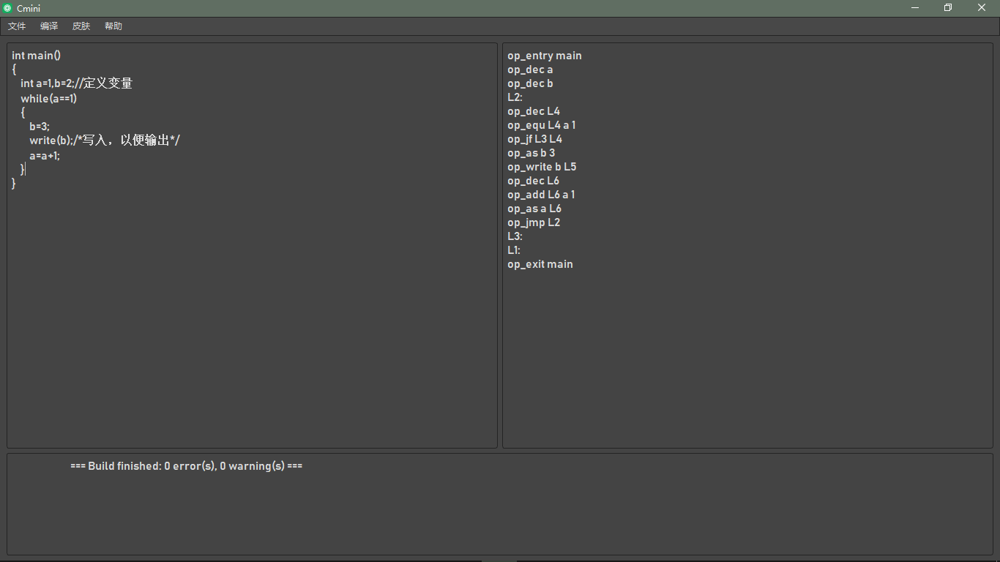 Cmini
文件 编译 皮肤 帮助
int main()
{
int a=1,b=2;//定义变量
while(a==1)
{
b=3;
write(b);/*写入，以便输出*/
a=a+1;
}
}
op_entry main
op_dec a
op_dec b
L2:
op_dec L4
op_equ L4 a 1
op_jf L3 L4
op_as b 3
op_write b L5
op_dec L6
op_add L6 a 1
op_as a L6
op_jmp L2
L3:
L1:
op_exit main
=== Build finished: 0 error(s), 0 warning(s) ===